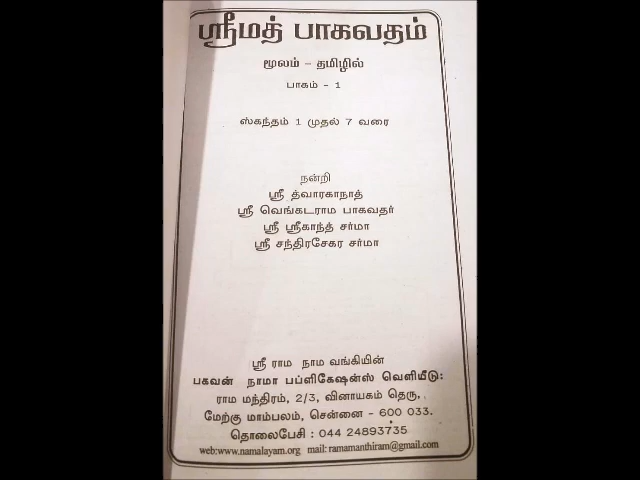 ஸ்ரீமத் பாகவதம்
மூலம் - தமிழில்
பாகம் - 1
ஸ்கந்தம் 1 முதல் 7 வரை
நன்றி
ஸ்ரீ த்வாரகாநாத்
ஸ்ரீ வெங்கடராம பாகவதர்
ஸ்ரீ ஸ்ரீகாந்த் சர்மா
ஸ்ரீ சந்திரசேகர சர்மா
ஸ்ரீ ராம நாம வங்கியின்
பகவன் நாமா பப்ளிகேஷன்ஸ் வெளியீடு:
ராம மந்திரம், 2/3, விநாயகம் தெரு,
மேற்கு மாம்பலம், சென்னை - 600 033.
தொலைபேசி : 044 24893735
web:www.namalayam.org mail: ramamanthiram@gmail.com